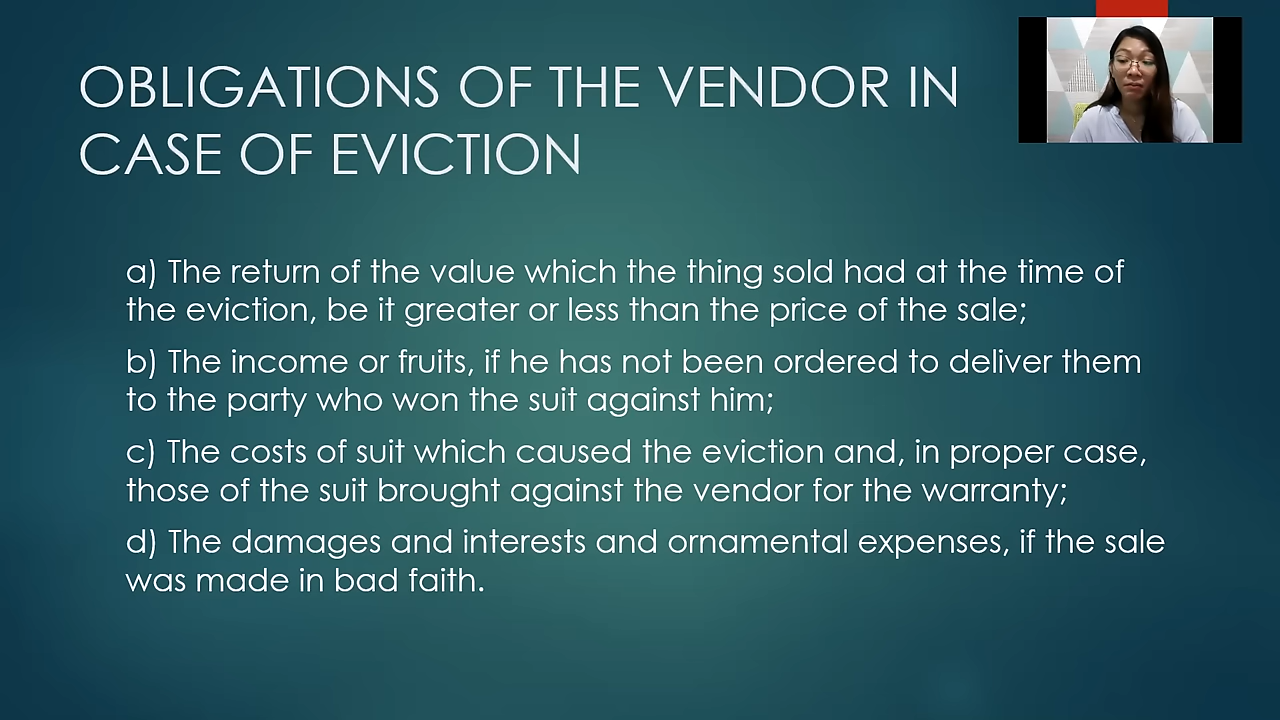 OBLIGATIONS OF THE VENDOR IN
CASE OF EVICTION
a) The return of the value which the thing sold had at the time of
the eviction, be it greater or less than the price of the sale;
b) The income or fruits, if he has not been ordered to deliver them
to the party who won the suit against him;
c) The costs of suit which caused the eviction and, in proper case,
those of the suit brought against the vendor for the warranty;
d) The damages and interests and ornamental expenses, if the sale
was made in bad faith.